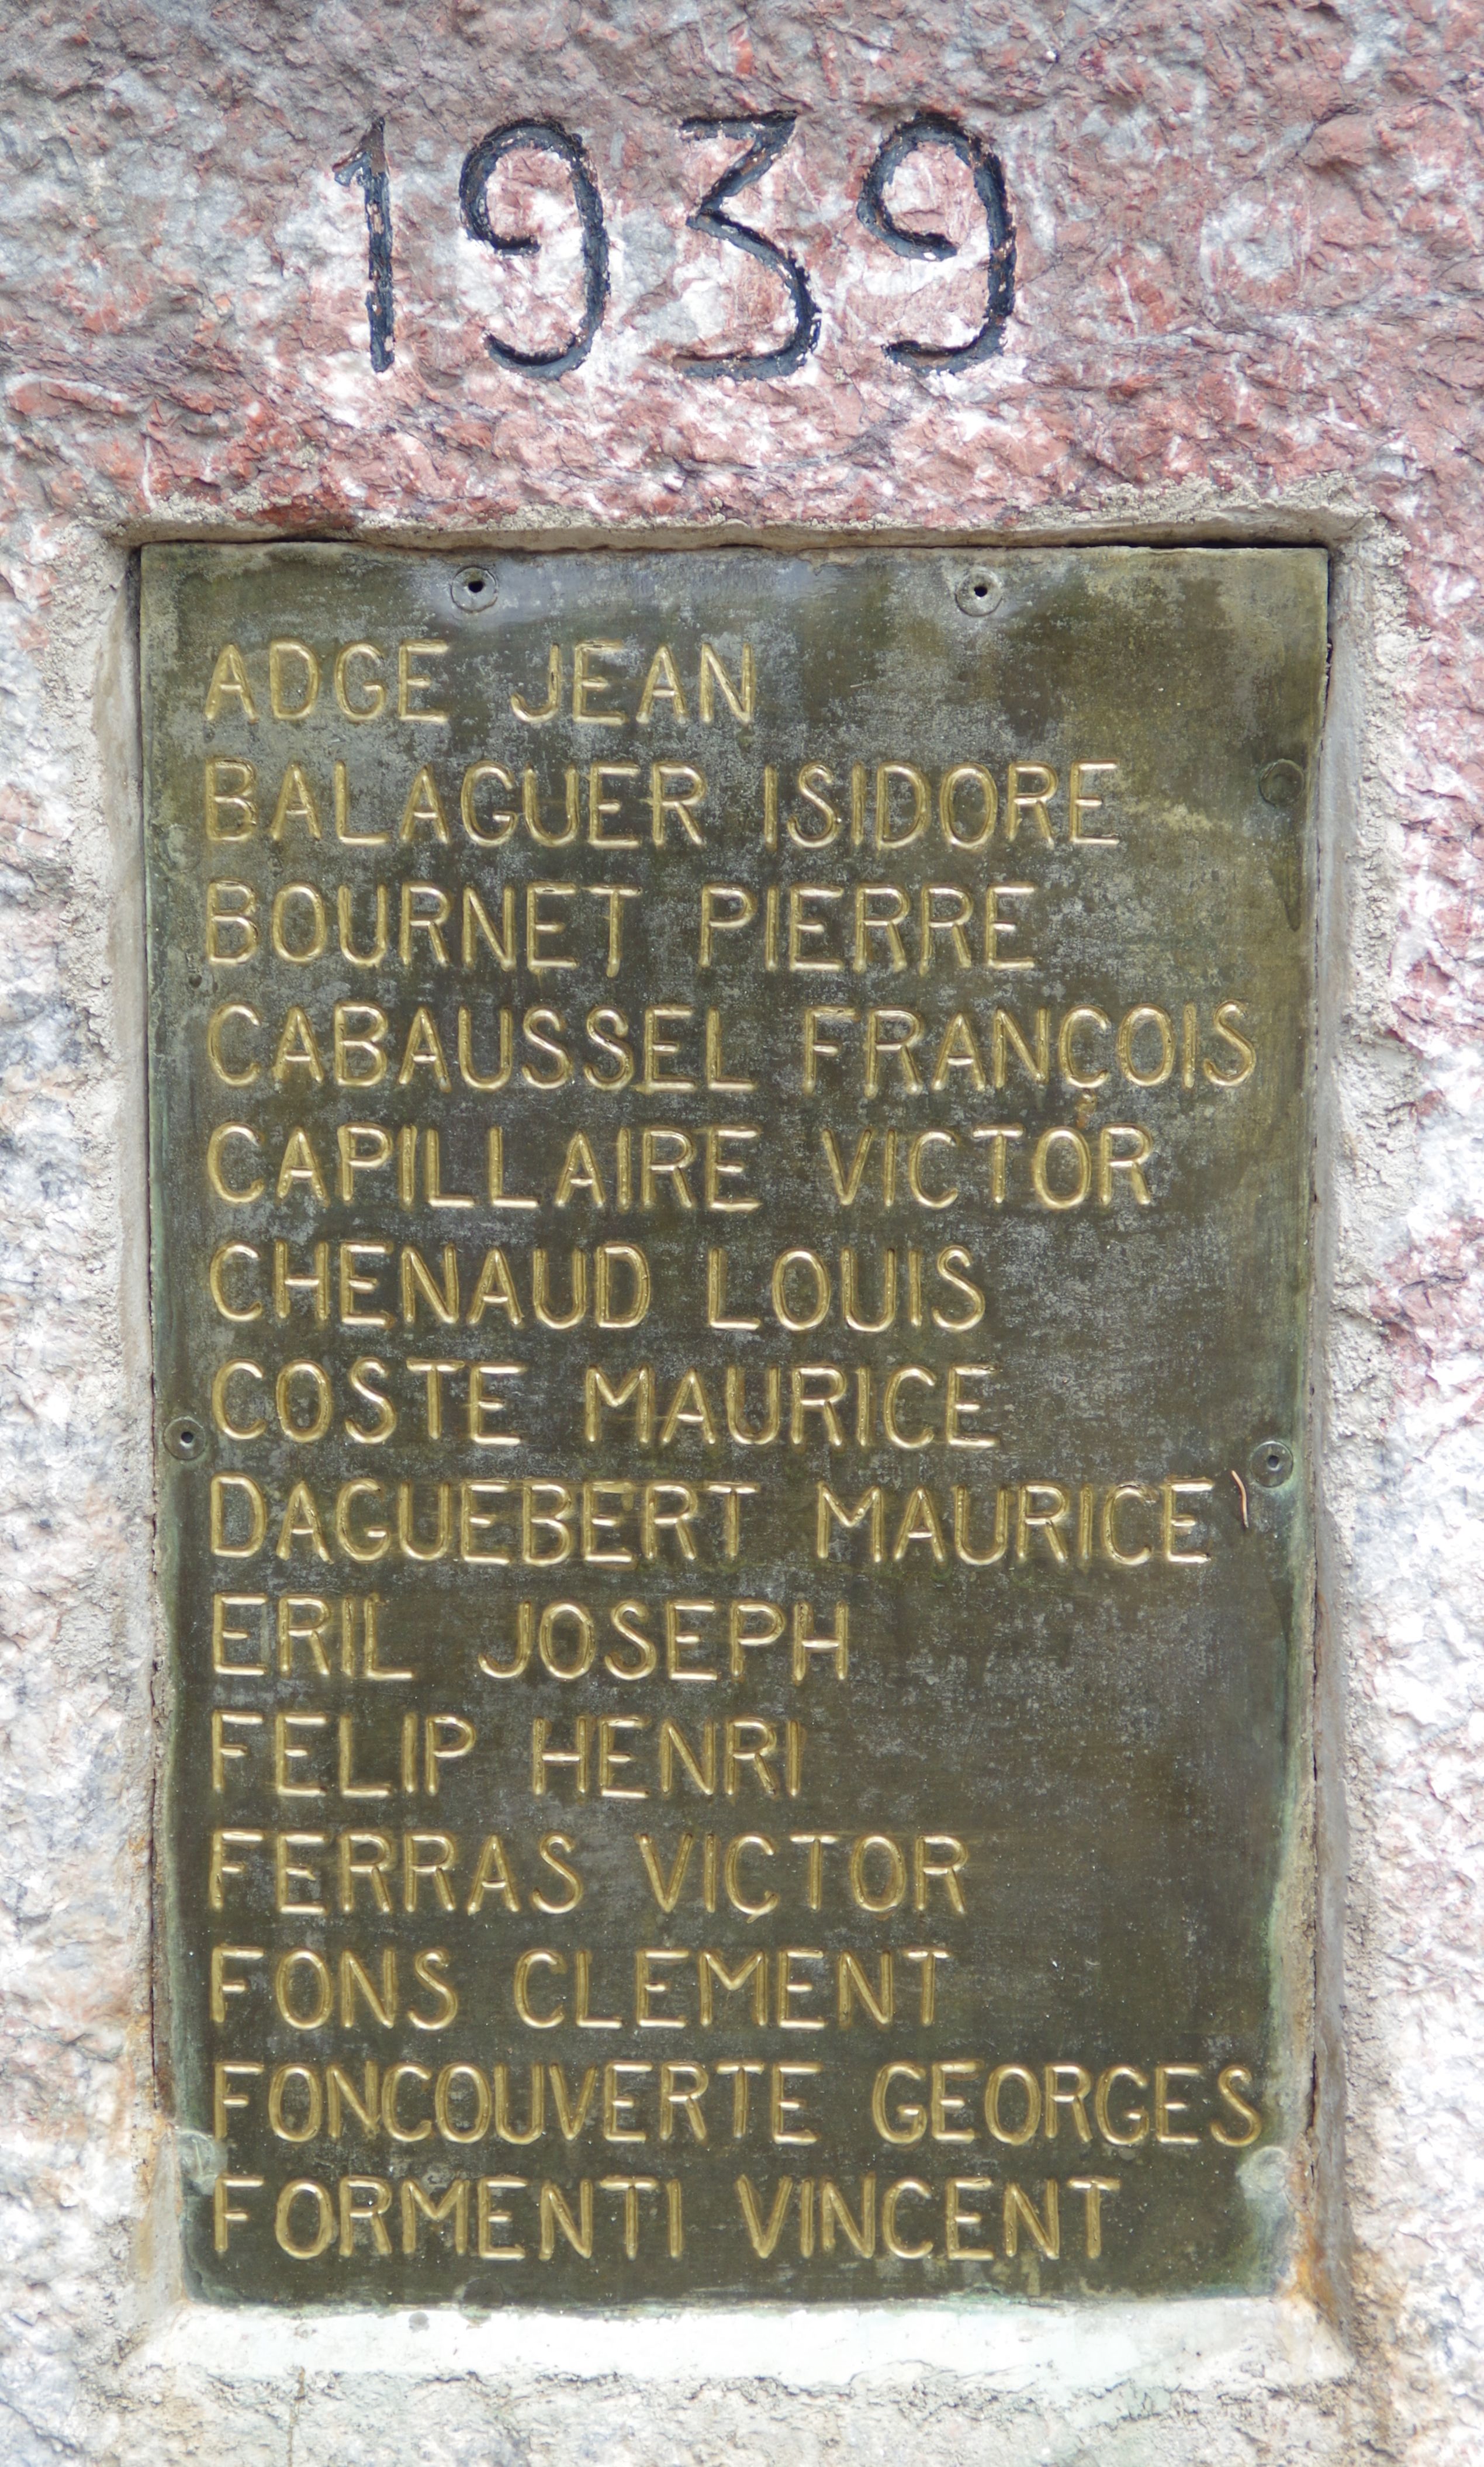 1939
ADGE JEAN
BALAGUER ISIDORE
BOURNET PIERRE
CABAUSSEL FRANÇOIS
CAPILLAIRE VICTOR
CHENAUD LOUIS
COSTE MAURICE
DAGUEBERT MAURICE
ERIL JOSEPH
FELIP HENRI
FERRAS VICTOR
FONS CLEMENT
FONCOUVERTE GEORGES
FORMENTI VINCENT